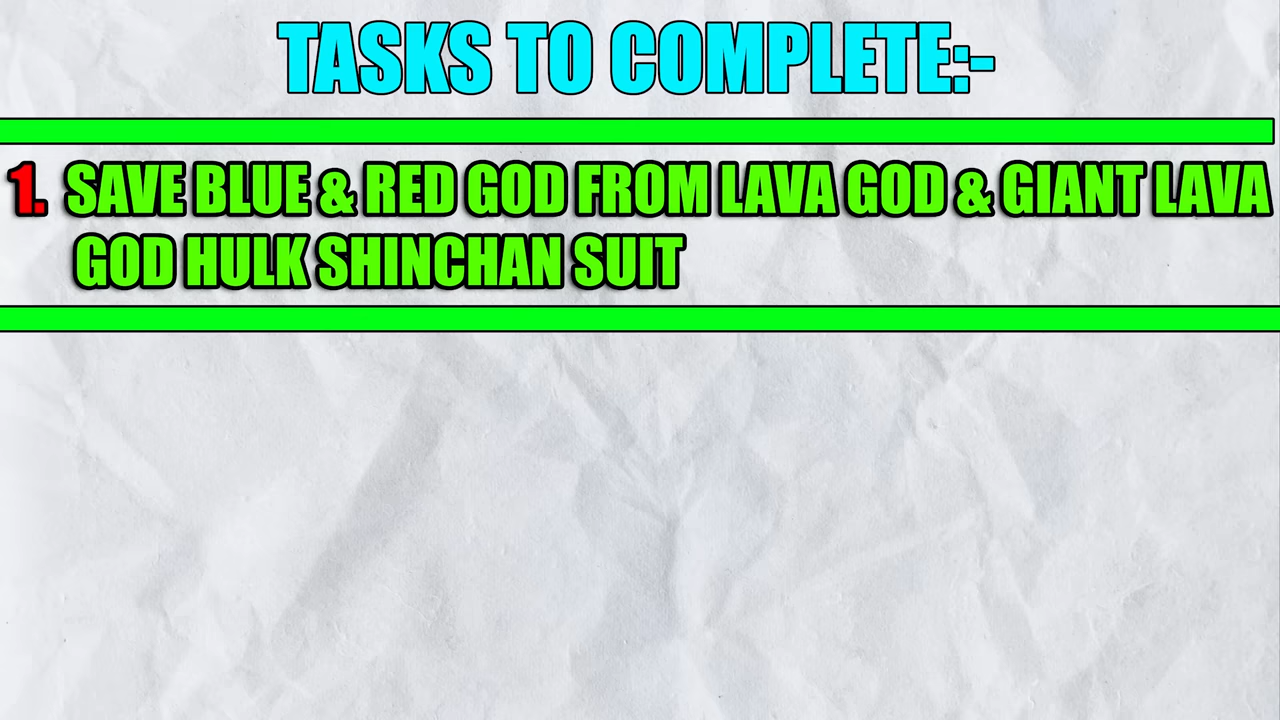 TASKS TO COMPLETE:-
1. SAVE BLUE & RED GOD FROM LAVA GOD & GIANT LAVA
GOD HULK SHINCHAN SUIT